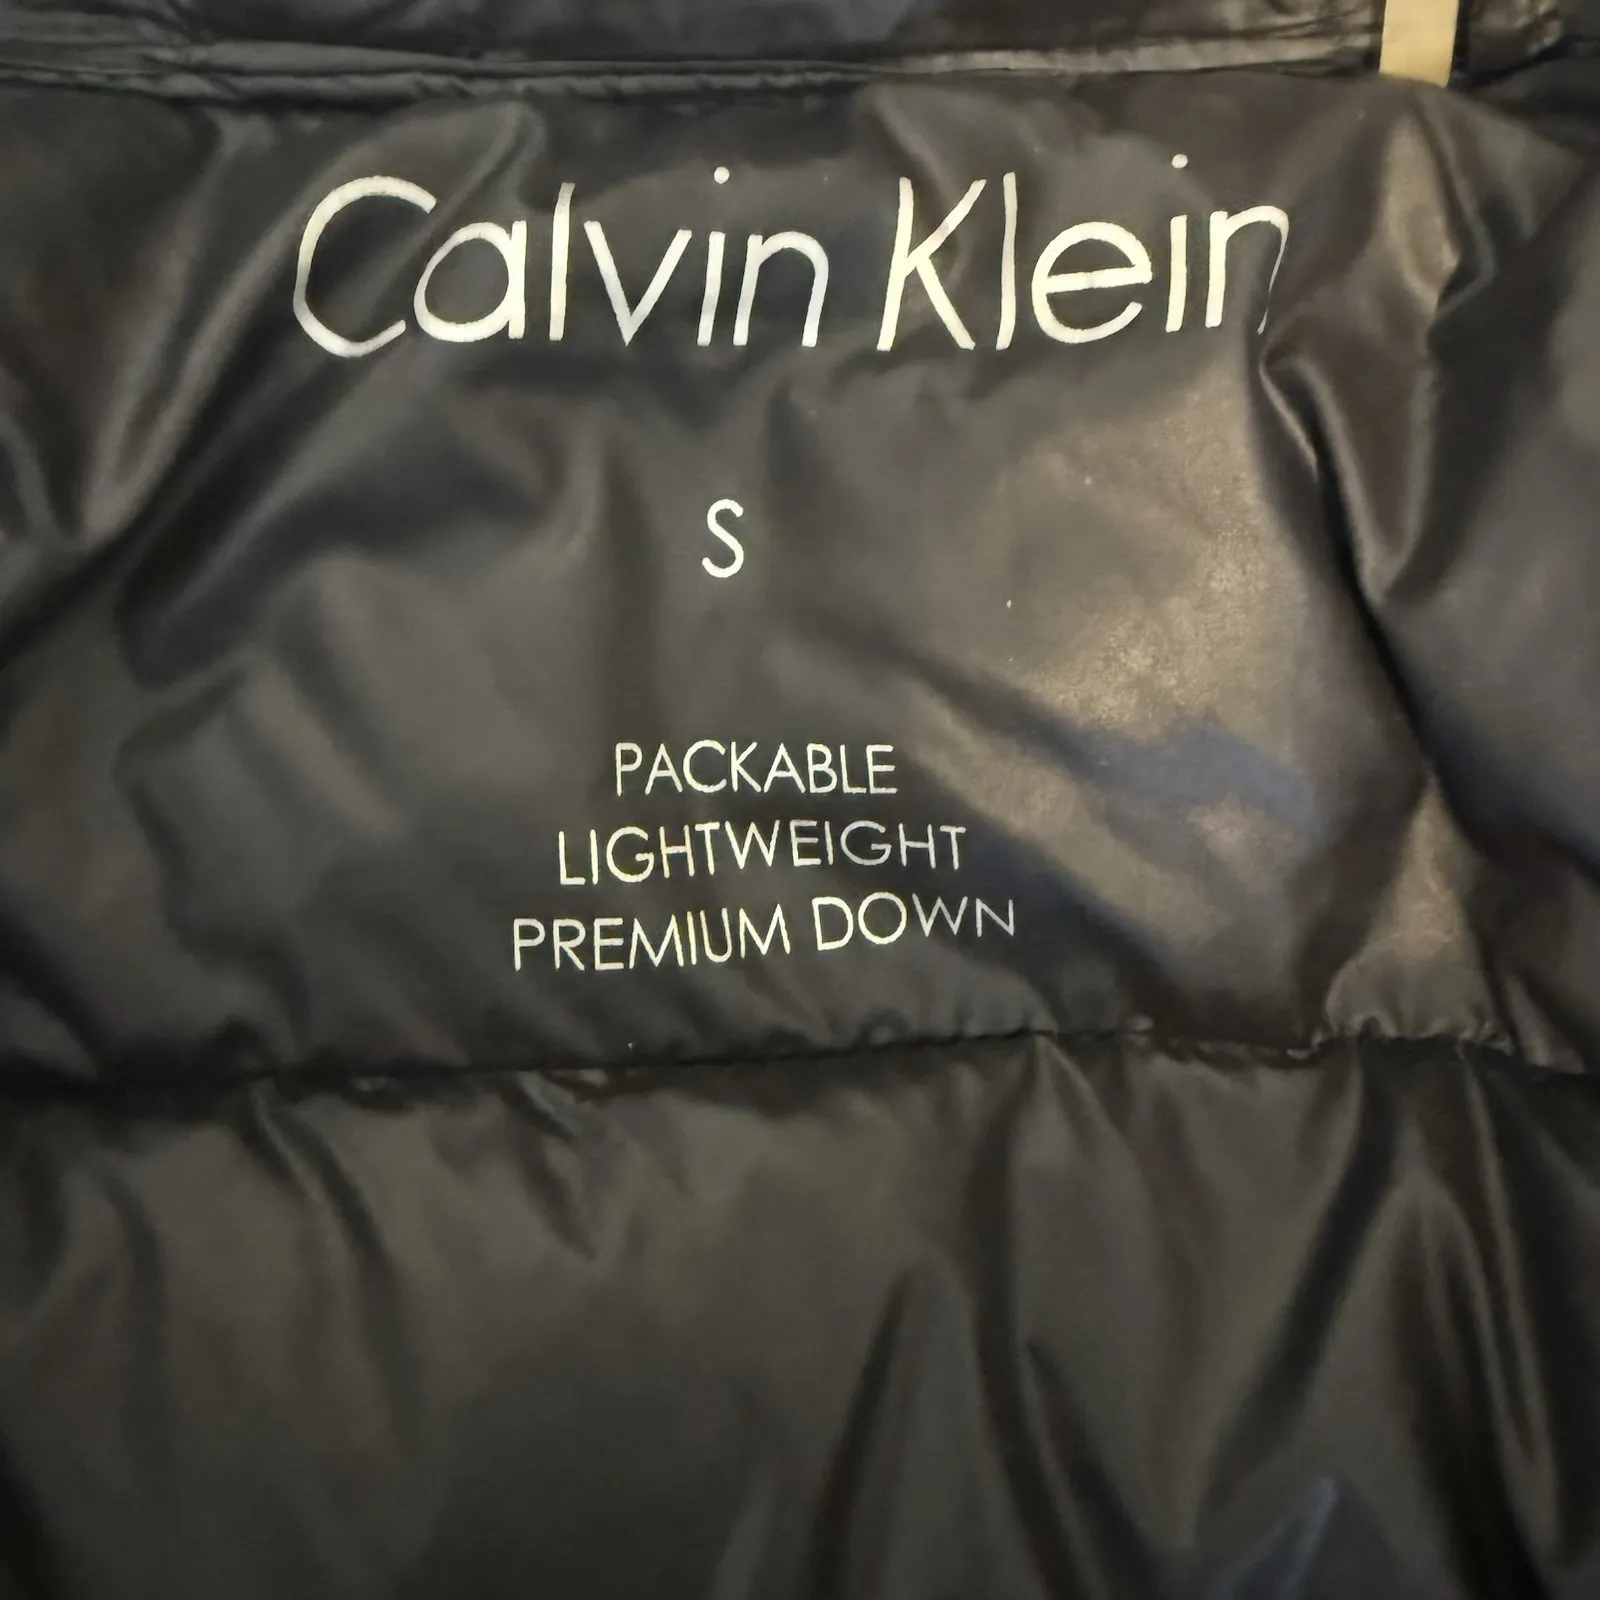 Calvin Klein
S
PACKABLE
LIGHTWEIGHT
PREMIUM DOWN